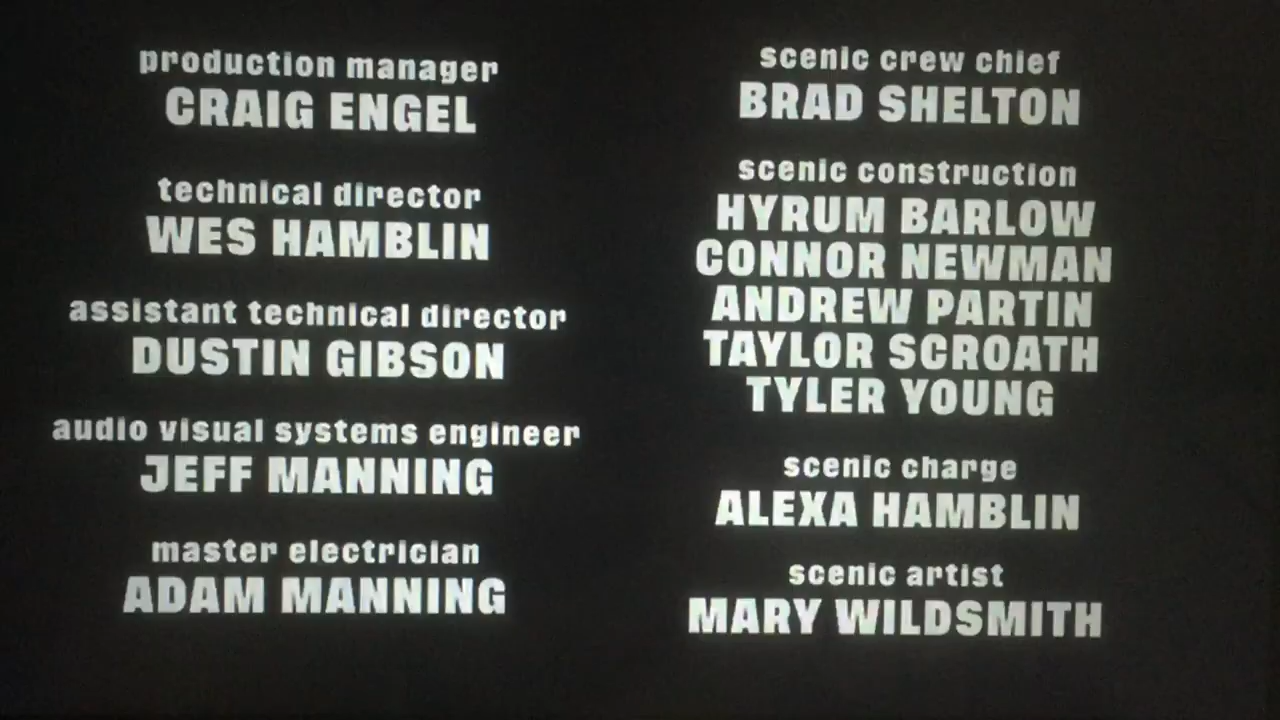 production manager
CRAIG ENGEL
technical director
WES HAMBLIN
assistant technical director
DUSTIN GIBSON
audio visual systems engineer
JEFF MANNING
master electrician
ADAM MANNING
scenic crew chief
BRAD SHELTON
scenic construction
HYRUM BARLOW
CONNOR NEWMAN
ANDREW PARTIN
TAYLOR SCROATH
TYLER YOUNG
scenic charge
ALEXA HAMBLIN
scenic artist
MARY WILDSMITH